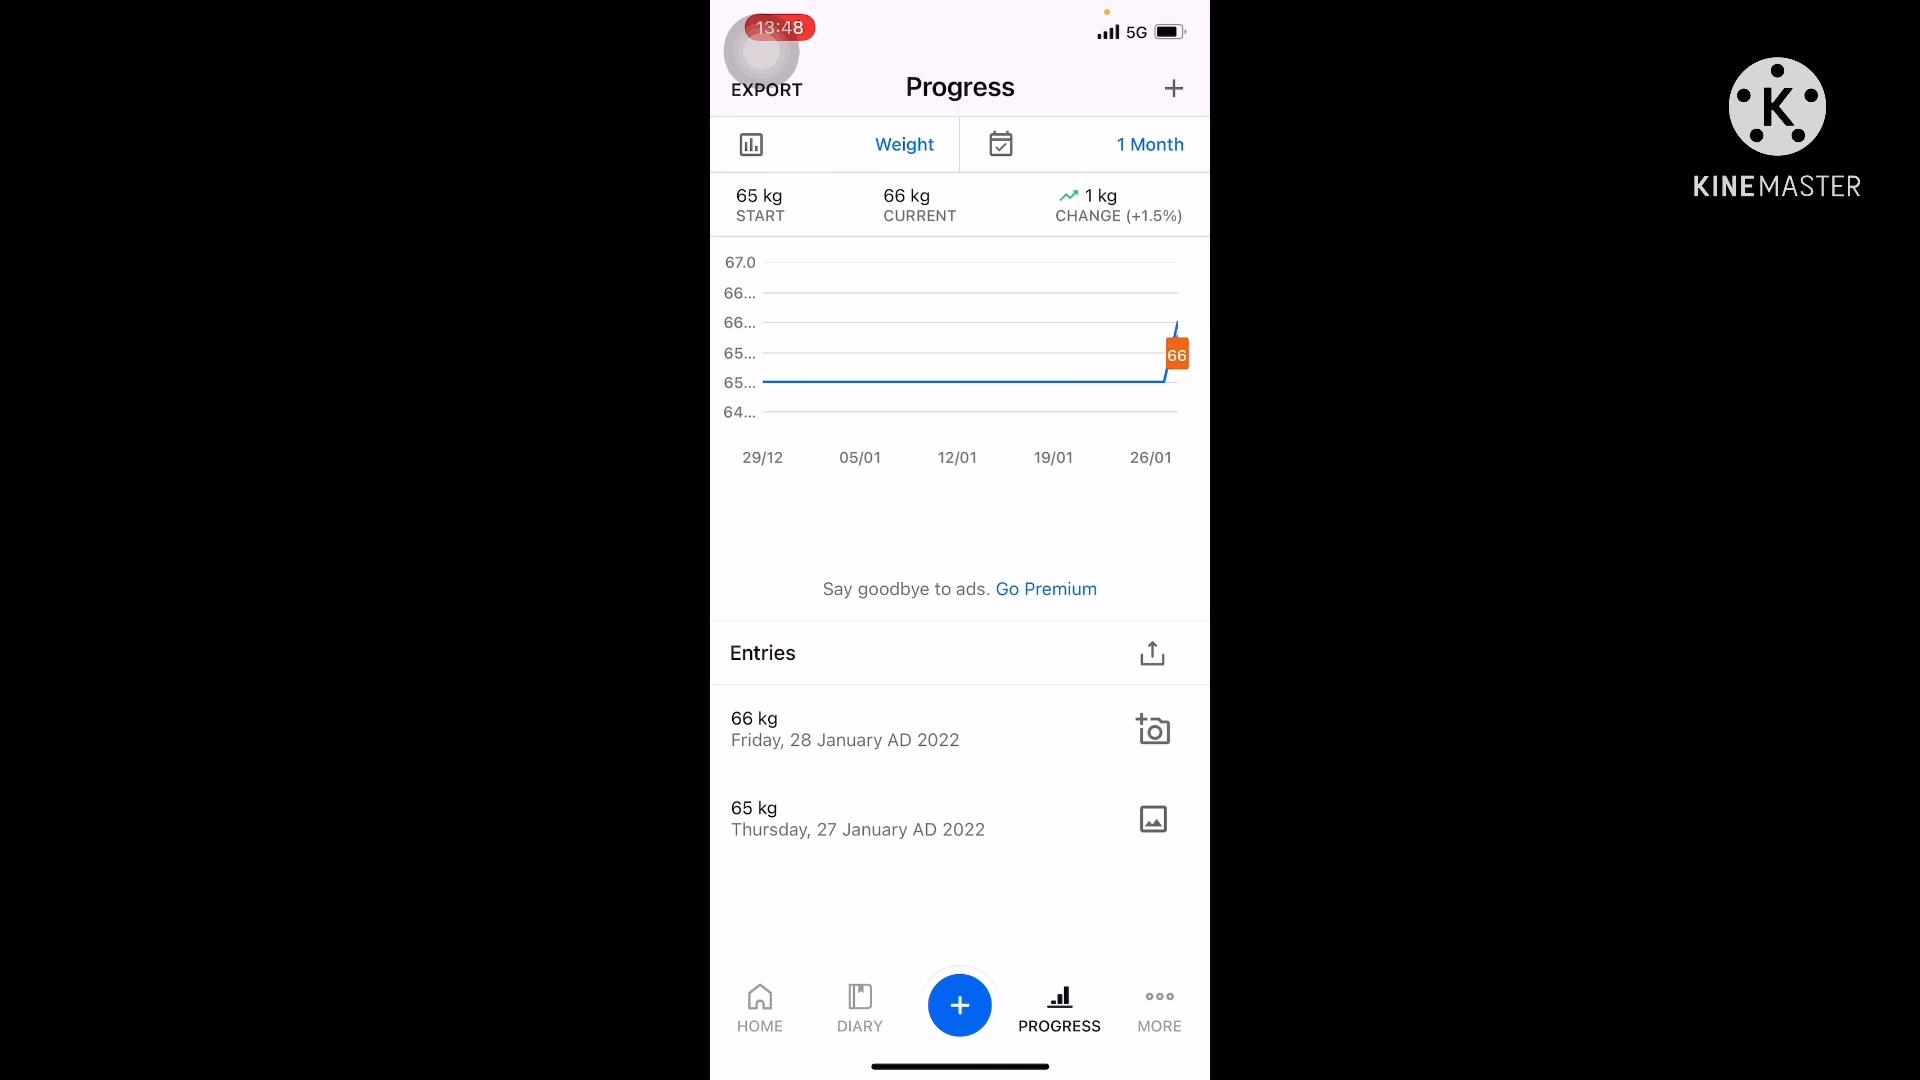 13:48
5G
EXPORT
Progress
Weight
1 Month
65 kg
START
66 kg
CURRENT
1 kg
CHANGE (+1.5%)
67.0
66...
66...
65...
65...
64...
66
29/12
05/01
12/01
19/01
26/01
Say goodbye to ads. Go Premium
Entries
66 kg
Friday, 28 January AD 2022
65 kg
Thursday, 27 January AD 2022
HOME
DIARY
PROGRESS
MORE
K
KINEMASTER